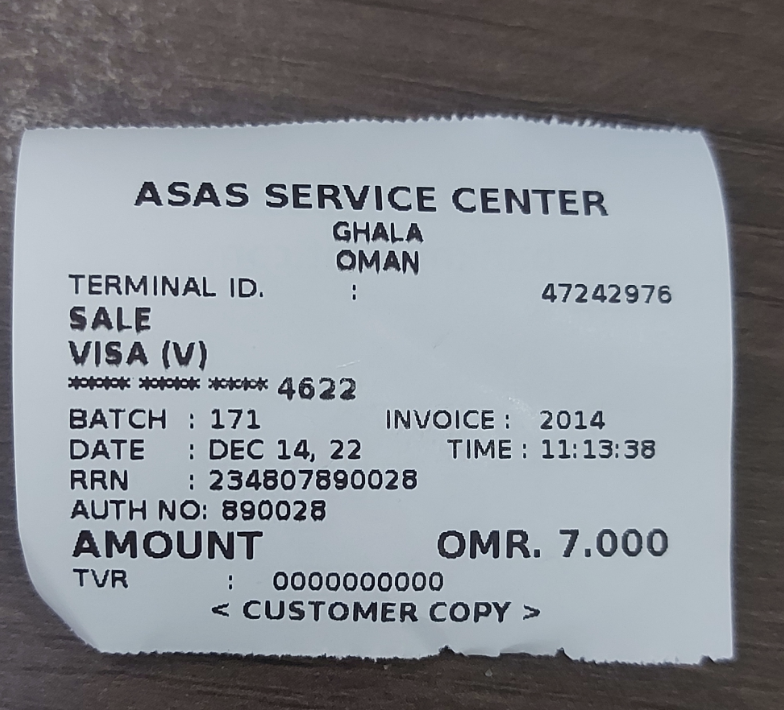 ASAS SERVICE CENTER
GHALA
OMAN
TERMINAL ID. : 47242976
SALE
VISA (V)
**** **** **** 4622
BATCH : 171 INVOICE : 2014
DATE : DEC 14, 22 TIME : 11:13:38
RRN : 234807890028
AUTH NO: 890028
AMOUNT OMR. 7.000
TVR : 0000000000
< CUSTOMER COPY >